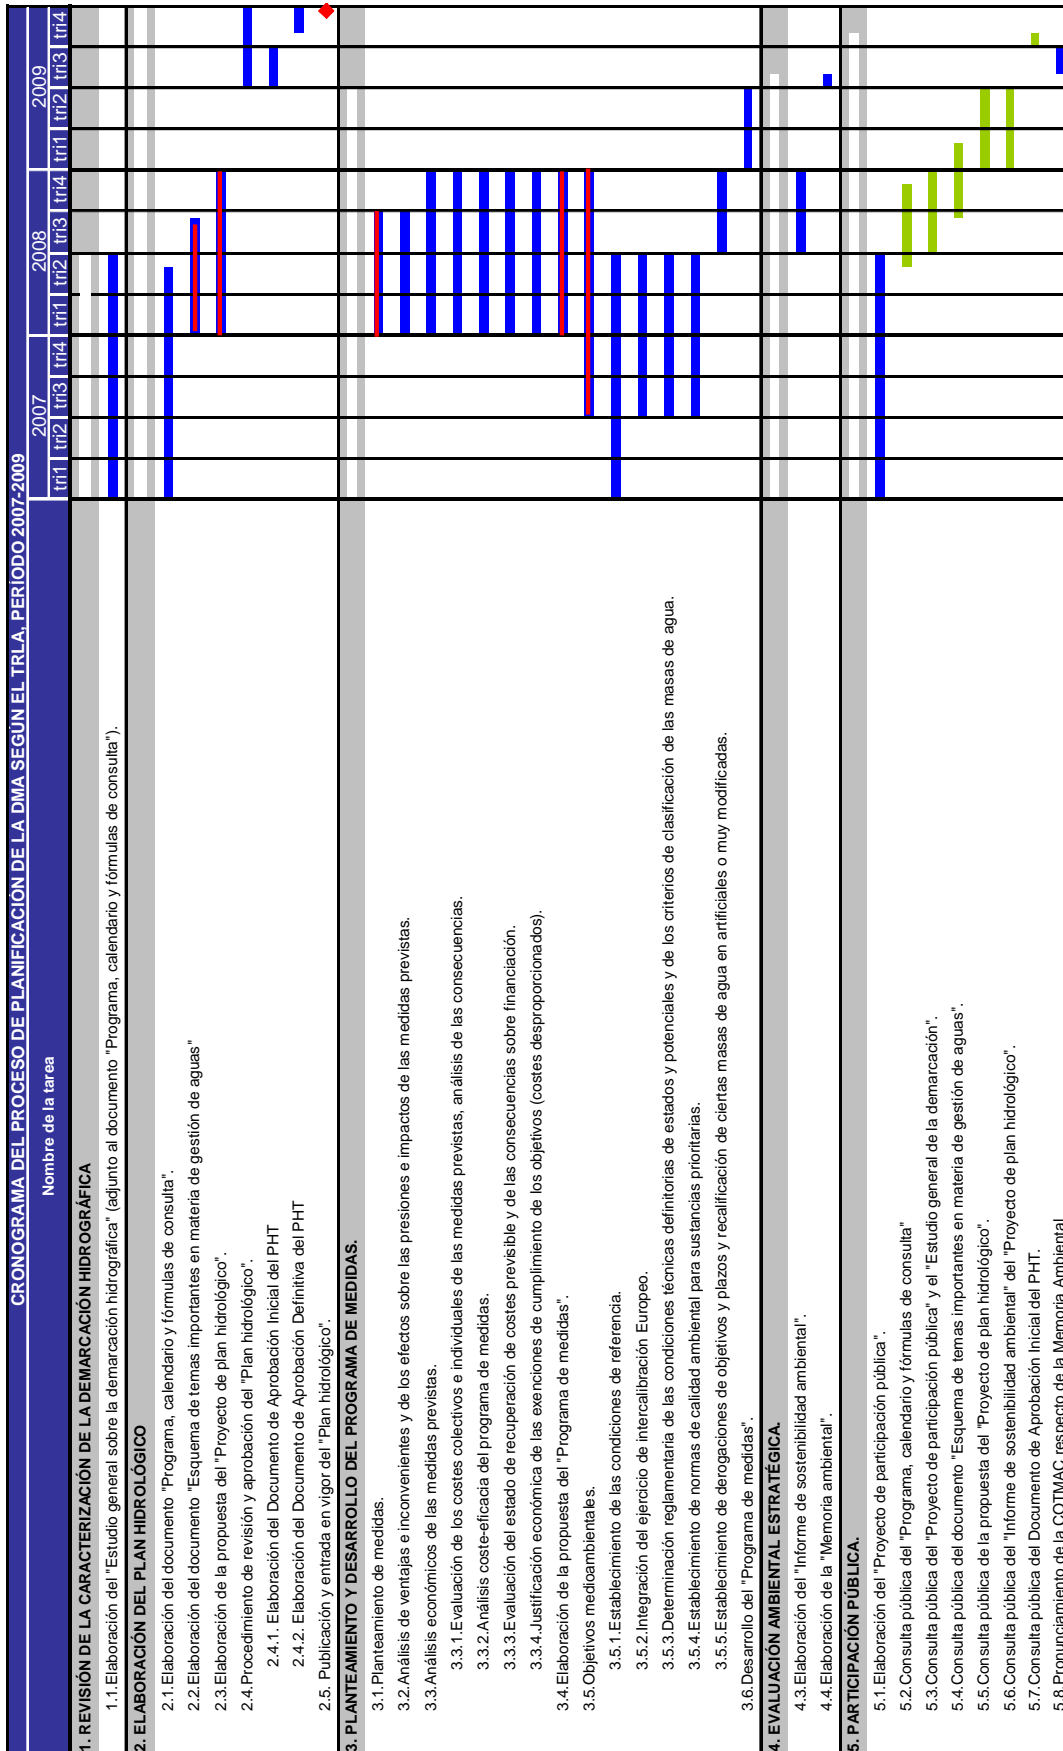 CRONOGRAMA DEL PROCESO DE PLANIFICACIÓN DE LA DMA SEGÚN EL TRLA, PERÍODO 2007-2009
Nombre de la tarea
2007 2008 2009
tri1 tri2 tri3 tri4 tri1 tri2 tri3 tri4 tri1 tri2 tri3 tri4
1. REVISIÓN DE LA CARACTERIZACIÓN DE LA DEMARCACIÓN HIDROGRÁFICA
1.1.Elaboración del "Estudio general sobre la demarcación hidrográfica" (adjunto al documento "Programa, calendario y fórmulas de consulta").
2. ELABORACIÓN DEL PLAN HIDROLÓGICO
2.1.Elaboración del documento "Programa, calendario y fórmulas de consulta".
2.2.Elaboración del documento "Esquema de temas importantes en materia de gestión de aguas"
2.3.Elaboración de la propuesta del "Proyecto de plan hidrológico".
2.4.Procedimiento de revisión y aprobación del "Plan hidrológico".
2.4.1. Elaboración del Documento de Aprobación Inicial del PHT
2.4.2. Elaboración del Documento de Aprobación Definitiva del PHT
2.5. Publicación y entrada en vigor del "Plan hidrológico".
3. PLANTEAMIENTO Y DESARROLLO DEL PROGRAMA DE MEDIDAS.
3.1.Planteamiento de medidas.
3.2.Análisis de ventajas e inconvenientes y de los efectos sobre las presiones e impactos de las medidas previstas.
3.3.Análisis económicos de las medidas previstas.
3.3.1.Evaluación de los costes colectivos e individuales de las medidas previstas, análisis de las consecuencias.
3.3.2.Análisis coste-eficacia del programa de medidas.
3.3.3.Evaluación del estado de recuperación de costes previsible y de las consecuencias sobre financiación.
3.3.4.Justificación económica de las exenciones de cumplimiento de los objetivos (costes desproporcionados).
3.4.Elaboración de la propuesta del "Programa de medidas".
3.5.Objetivos medioambientales.
3.5.1.Establecimiento de las condiciones de referencia.
3.5.2.Integración del ejercicio de intercalibración Europeo.
3.5.3.Determinación reglamentaria de las condiciones técnicas definitorias de estados y potenciales y de los criterios de clasificación de las masas de agua.
3.5.4.Establecimiento de normas de calidad ambiental para sustancias prioritarias.
3.5.5.Establecimiento de derogaciones de objetivos y plazos y recalificación de ciertas masas de agua en artificiales o muy modificadas.
3.6.Desarrollo del "Programa de medidas".
4. EVALUACIÓN AMBIENTAL ESTRATÉGICA.
4.3.Elaboración del "Informe de sostenibilidad ambiental".
4.4.Elaboración de la "Memoria ambiental".
5. PARTICIPACIÓN PÚBLICA.
5.1.Elaboración del "Proyecto de participación pública".
5.2.Consulta pública del "Programa, calendario y fórmulas de consulta"
5.3.Consulta pública del "Proyecto de participación pública" y el "Estudio general de la demarcación".
5.4.Consulta pública del documento "Esquema de temas importantes en materia de gestión de aguas".
5.5.Consulta pública de la propuesta del "Proyecto de plan hidrológico".
5.6.Consulta pública del "Informe de sostenibilidad ambiental" del "Proyecto de plan hidrológico".
5.7.Consulta pública del Documento de Aprobación Inicial del PHT.
5.8.Pronunciamiento de la COTMAC respecto de la Memoria Ambiental